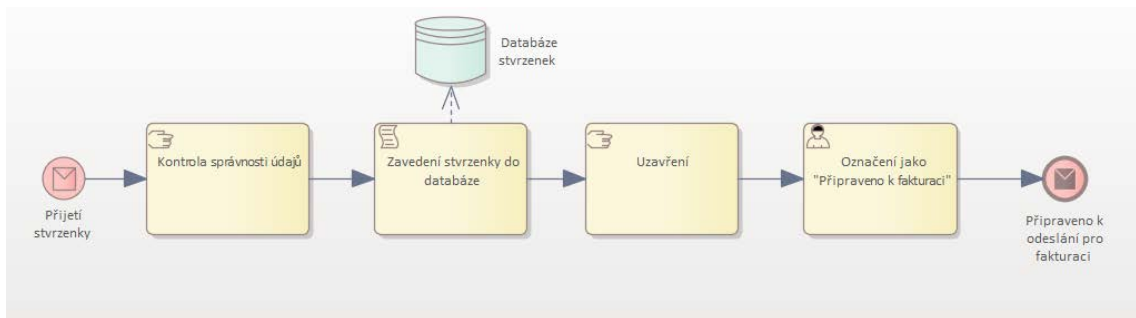 Databáze
stvrzenek
Přijetí
stvrzenky
Kontrola správnosti údajů
Zavedení stvrzenky do
databáze
Uzavření
Označení jako
"Připraveno k fakturaci"
Připraveno k
odeslání pro
fakturaci